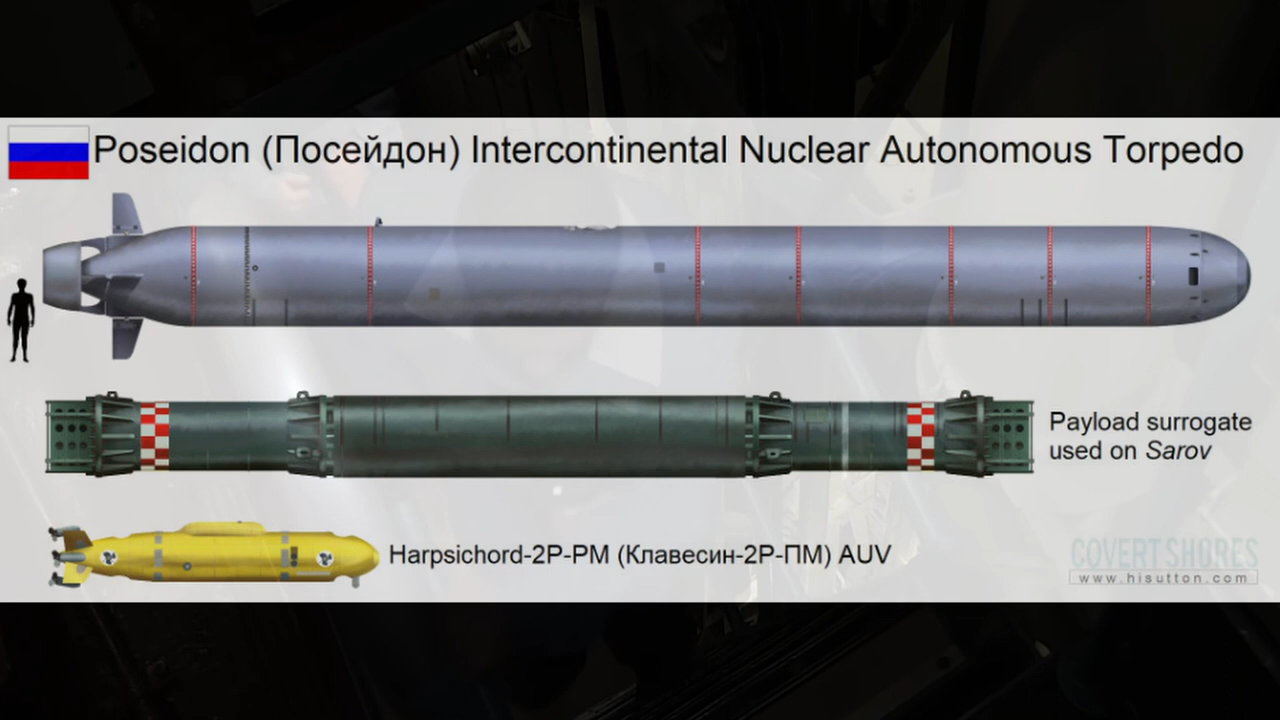 Poseidon (Посейдон) Intercontinental Nuclear Autonomous Torpedo
Payload surrogate
used on Sarov
Harpsichord-2P-PM (Клавесин-2Р-ПМ) AUV
COVERT SHORES
www.hisutton.com